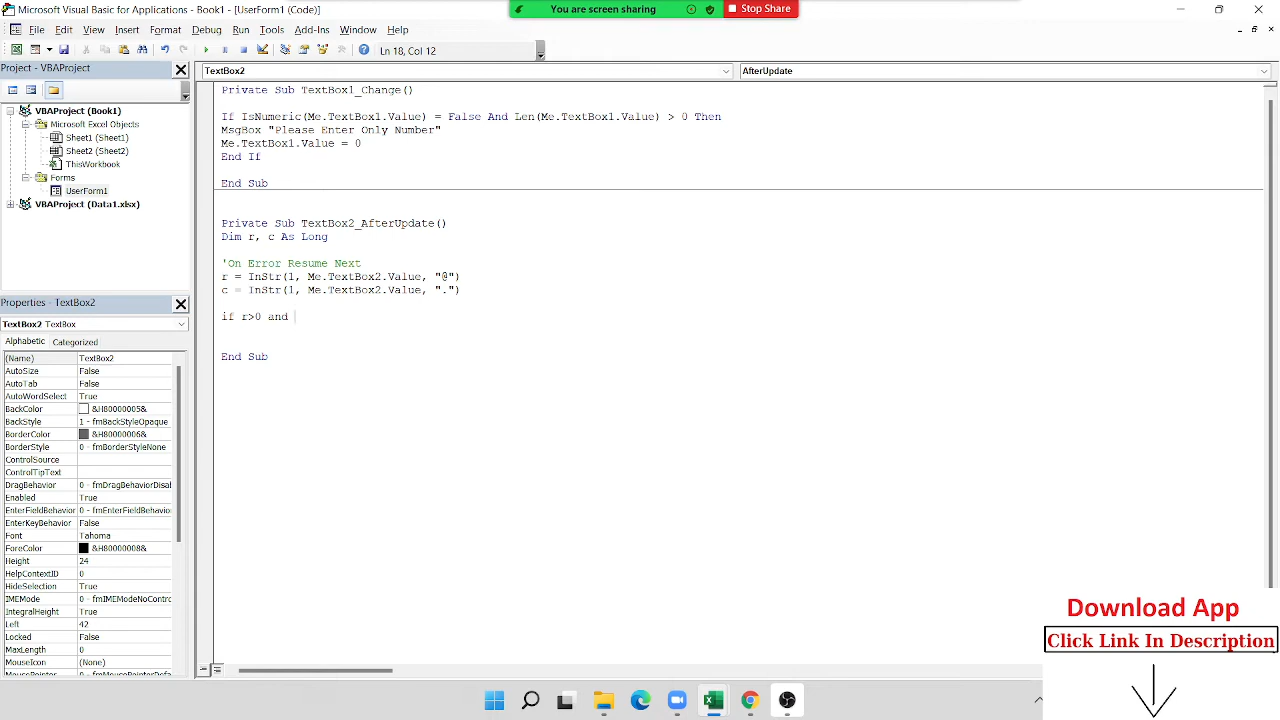 Microsoft Visual Basic for Applications - Book1 - [UserForm1 (Code)]
You are screen sharing
Stop Share
File Edit View Insert Format Debug Run Tools Add-Ins Window Help
Ln 18, Col 12
Project - VBAProject
TextBox2
AfterUpdate
VBAProject (Book1)
Microsoft Excel Objects
Sheet1 (Sheet1)
Sheet2 (Sheet2)
ThisWorkbook
Forms
UserForm1
VBAProject (Data1.xlsx)
Private Sub TextBox1_Change()
If IsNumeric(Me.TextBox1.Value) = False And Len(Me.TextBox1.Value) > 0 Then
MsgBox "Please Enter Only Number"
Me.TextBox1.Value = 0
End If
End Sub
Private Sub TextBox2_AfterUpdate()
Dim r, c As Long
'On Error Resume Next
r = InStr(1, Me.TextBox2.Value, "@")
c = InStr(1, Me.TextBox2.Value, ".")
if r>0 and
End Sub
Properties - TextBox2
TextBox2 TextBox
Alphabetic Categorized
(Name) TextBox2
AutoSize False
AutoTab False
AutoWordSelect True
BackColor &H80000005&
BackStyle 1 - fmBackStyleOpaque
BorderColor &H80000006&
BorderStyle 0 - fmBorderStyleNone
ControlSource
ControlTipText
DragBehavior 0 - fmDragBehaviorDisal
Enabled True
EnterFieldBehavior 0 - fmEnterFieldBehavior
EnterKeyBehavior False
Font Tahoma
ForeColor &H80000008&
Height 24
HelpContextID 0
HideSelection True
IMEMode 0 - fmIMEModeNoContro
IntegralHeight True
Left 42
Locked False
MaxLength 0
MouseIcon (None)
Download App
Click Link In Description